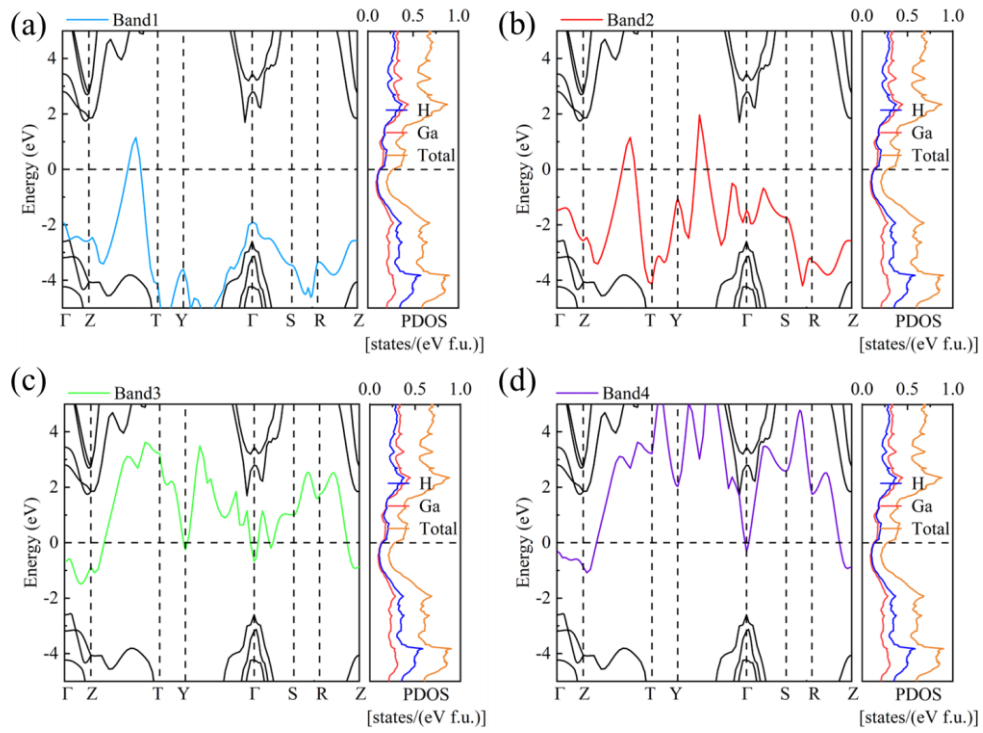 (a) Band1 0.0 0.5 1.0
4
2
0
-2
-4
Energy (eV)
H
Ga
Total
Γ Z T Y Γ S R Z PDOS
[states/(eV f.u.)]
(b) Band2 0.0 0.5 1.0
4
2
0
-2
-4
Energy (eV)
H
Ga
Total
Γ Z T Y Γ S R Z PDOS
[states/(eV f.u.)]
(c) Band3 0.0 0.5 1.0
4
2
0
-2
-4
Energy (eV)
H
Ga
Total
Γ Z T Y Γ S R Z PDOS
[states/(eV f.u.)]
(d) Band4 0.0 0.5 1.0
4
2
0
-2
-4
Energy (eV)
H
Ga
Total
Γ Z T Y Γ S R Z PDOS
[states/(eV f.u.)]